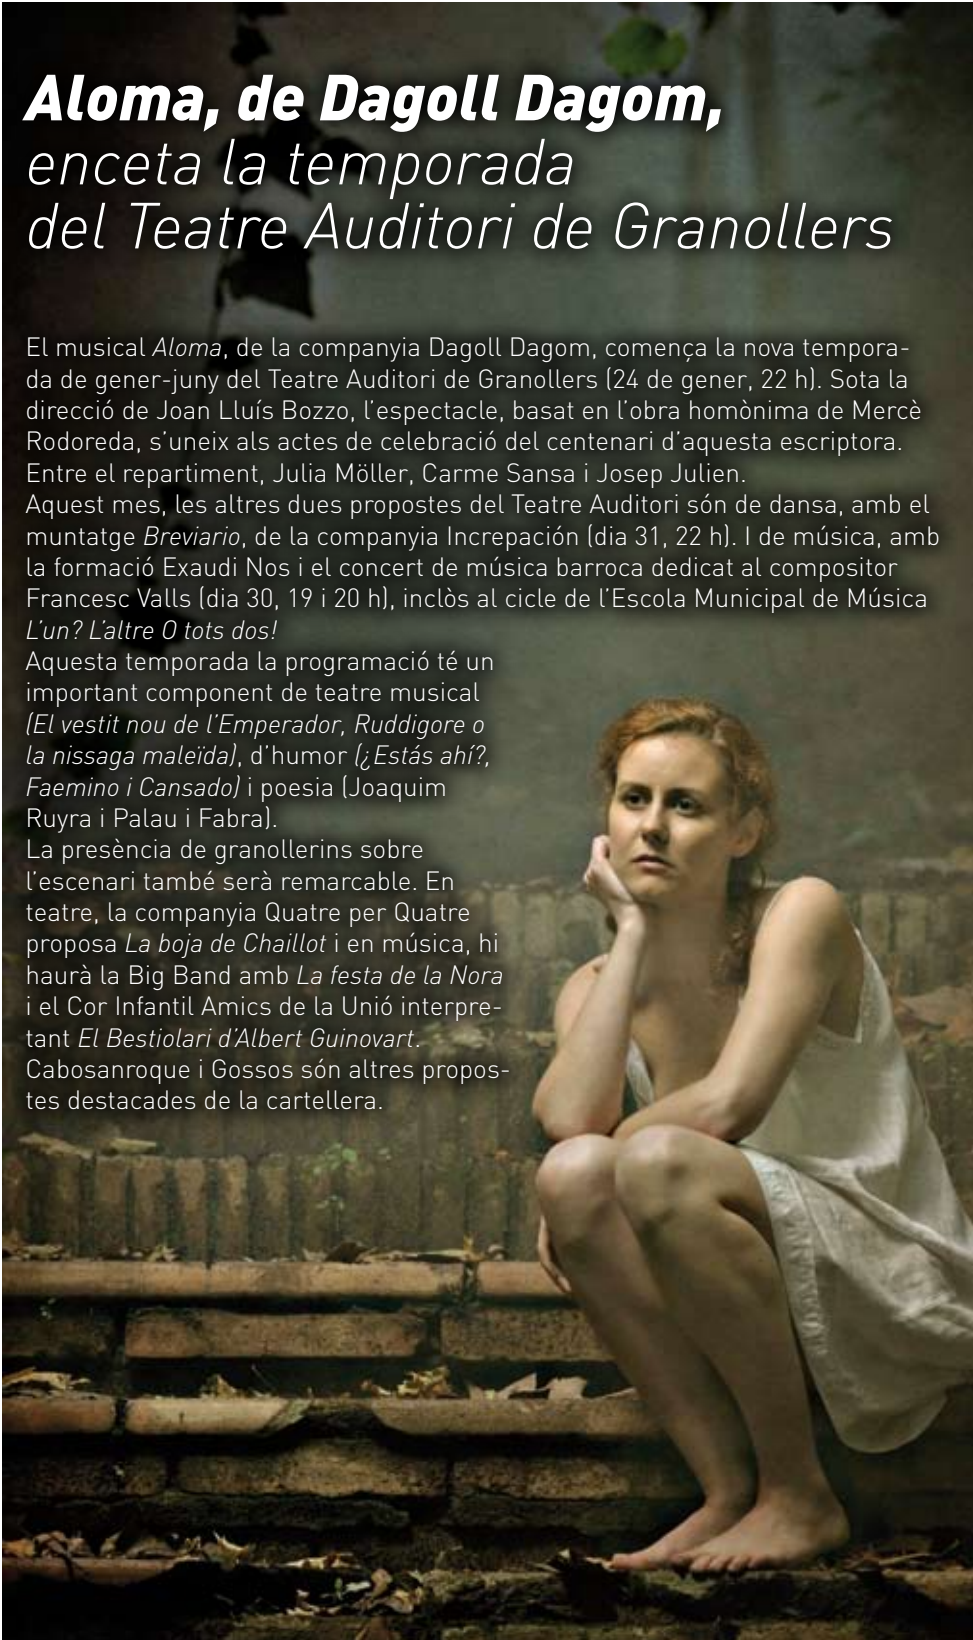 Aloma, de Dagoll Dagom,
enceta la temporada
del Teatre Auditori de Granollers
El musical Aloma, de la companyia Dagoll Dagom, comença la nova tempora-
da de gener-juny del Teatre Auditori de Granollers (24 de gener, 22 h). Sota la
direcció de Joan Lluís Bozzo, l’espectacle, basat en l’obra homònima de Mercè
Rodoreda, s’uneix als actes de celebració del centenari d’aquesta escriptora.
Entre el repartiment, Julia Möller, Carme Sansa i Josep Julien.
Aquest mes, les altres dues propostes del Teatre Auditori són de dansa, amb el
muntatge Breviario, de la companyia Increpación (dia 31, 22 h). I de música, amb
la formació Exaudi Nos i el concert de música barroca dedicat al compositor
Francesc Valls (dia 30, 19 i 20 h), inclòs al cicle de l’Escola Municipal de Música
L’un? L’altre O tots dos!
Aquesta temporada la programació té un
important component de teatre musical
(El vestit nou de l’Emperador, Ruddigore o
la nissaga maleïda), d’humor (¿Estás ahí?,
Faemino i Cansado) i poesia (Joaquim
Ruyra i Palau i Fabra).
La presència de granollerins sobre
l’escenari també serà remarcable. En
teatre, la companyia Quatre per Quatre
proposa La boja de Chaillot i en música, hi
haurà la Big Band amb La festa de la Nora
i el Cor Infantil Amics de la Unió interpre-
tant El Bestiolari d’Albert Guinovart.
Cabosanroque i Gossos són altres propos-
tes destacades de la cartellera.